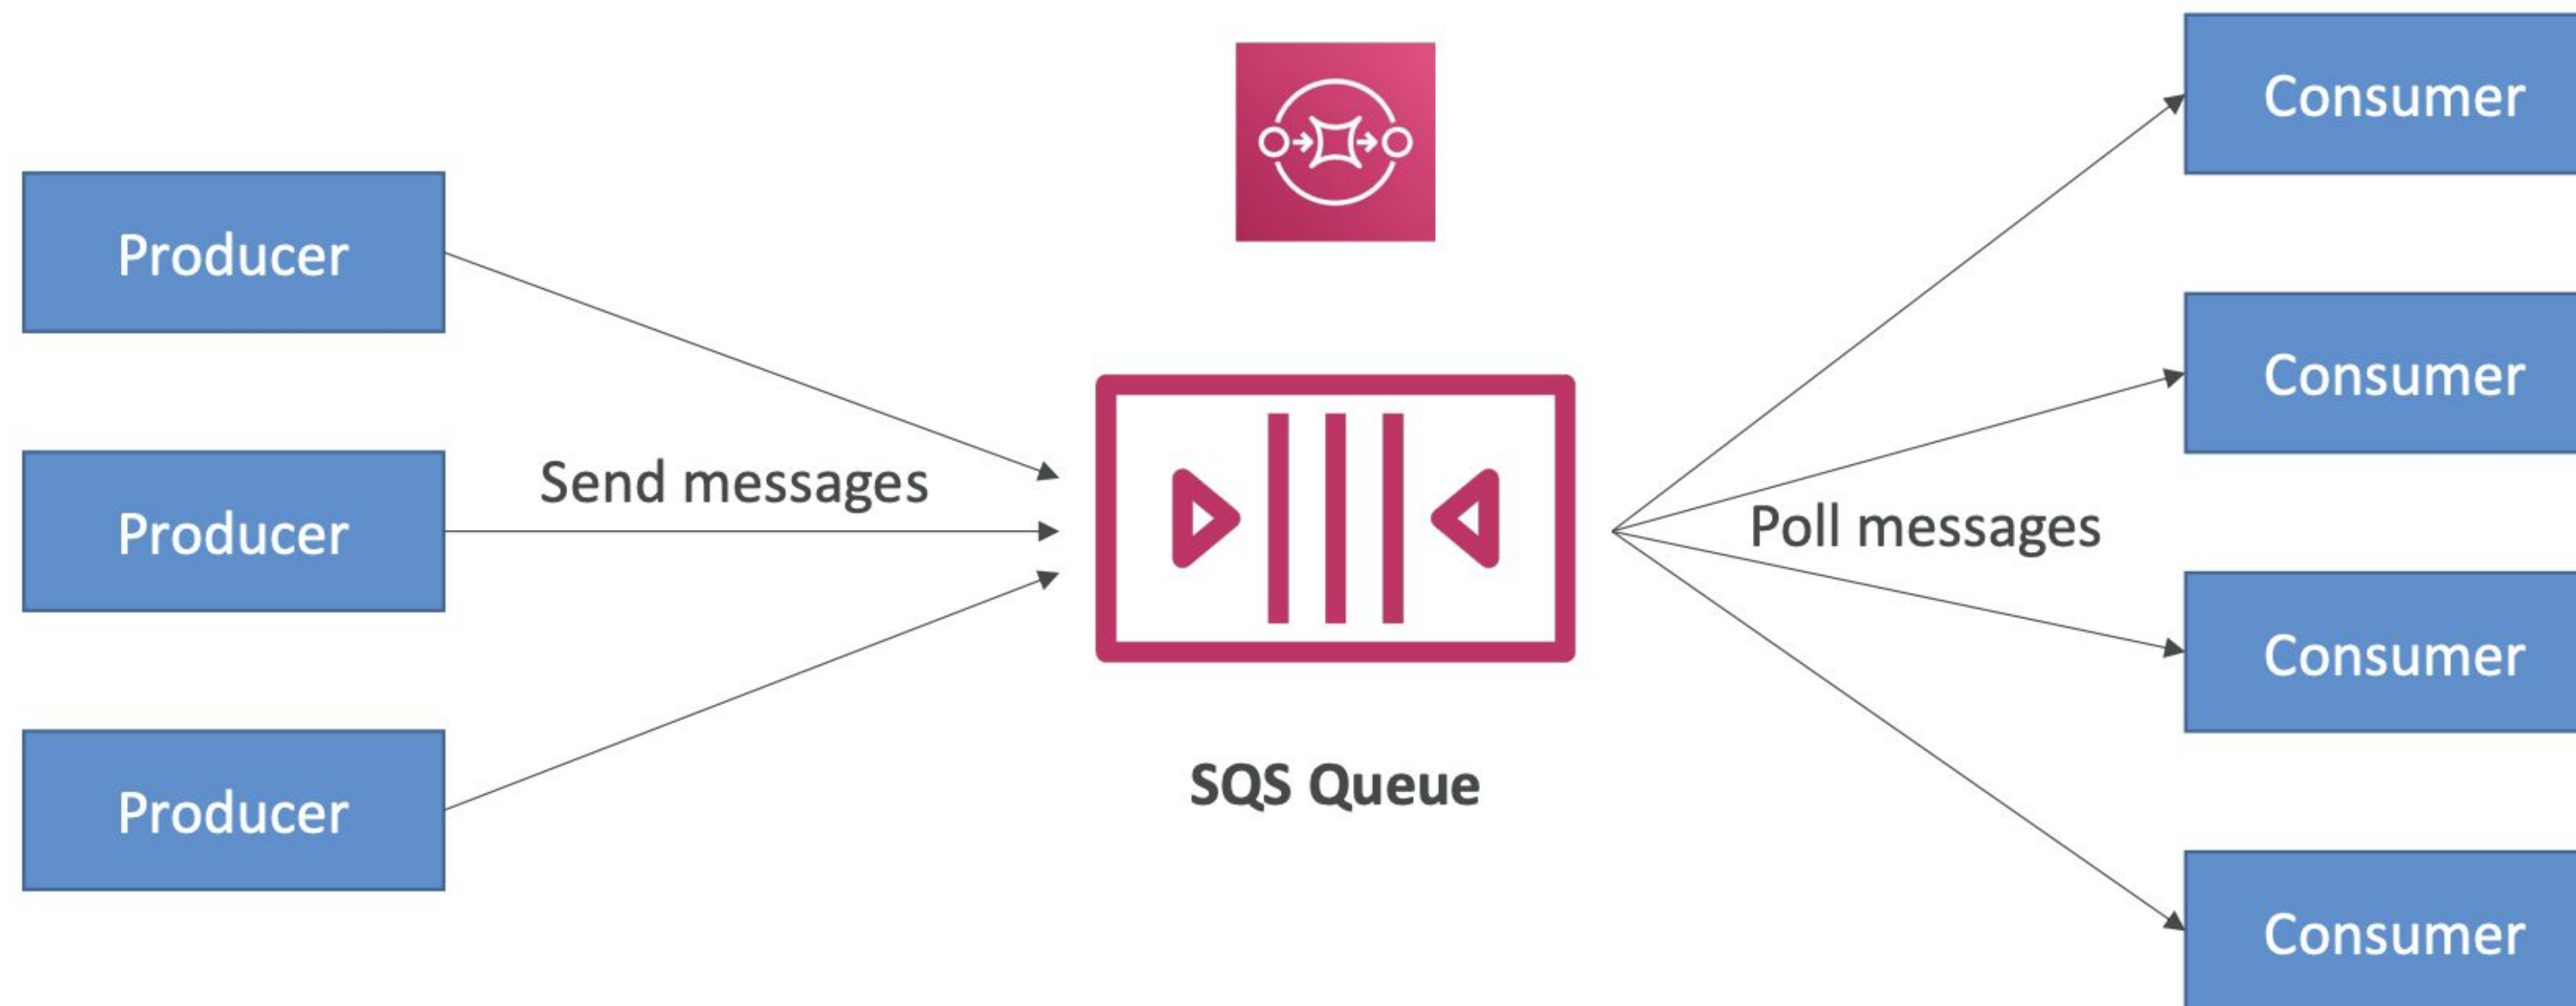 Producer
Producer
Producer
Send messages
SQS Queue
Poll messages
Consumer
Consumer
Consumer
Consumer